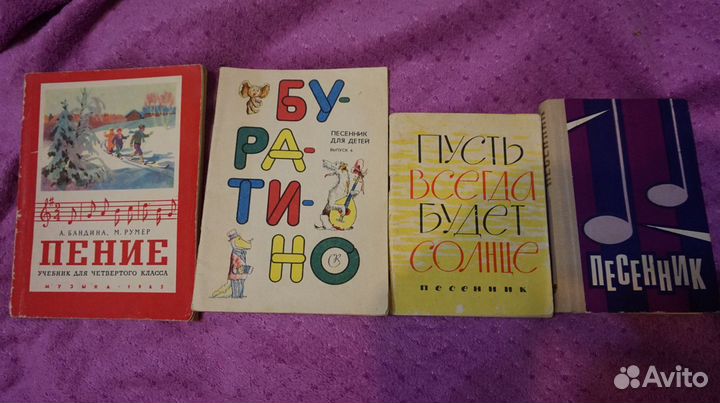 А. БАНДИНА, М. РУМЕР
ПЕНИЕ
УЧЕБНИК ДЛЯ ЧЕТВЕРТОГО КЛАССА
МУЗЫКА
БУ-
РА-
ТИ-
НО
ПЕСЕННИК
ДЛЯ ДЕТЕЙ
ВЫПУСК 4
ПУСТЬ
ВСЕГДА
БУДЕТ
СОЛНЦЕ
ПЕСЕННИК
ПЕСЕННИК
ПЕСЕННИК
Avito